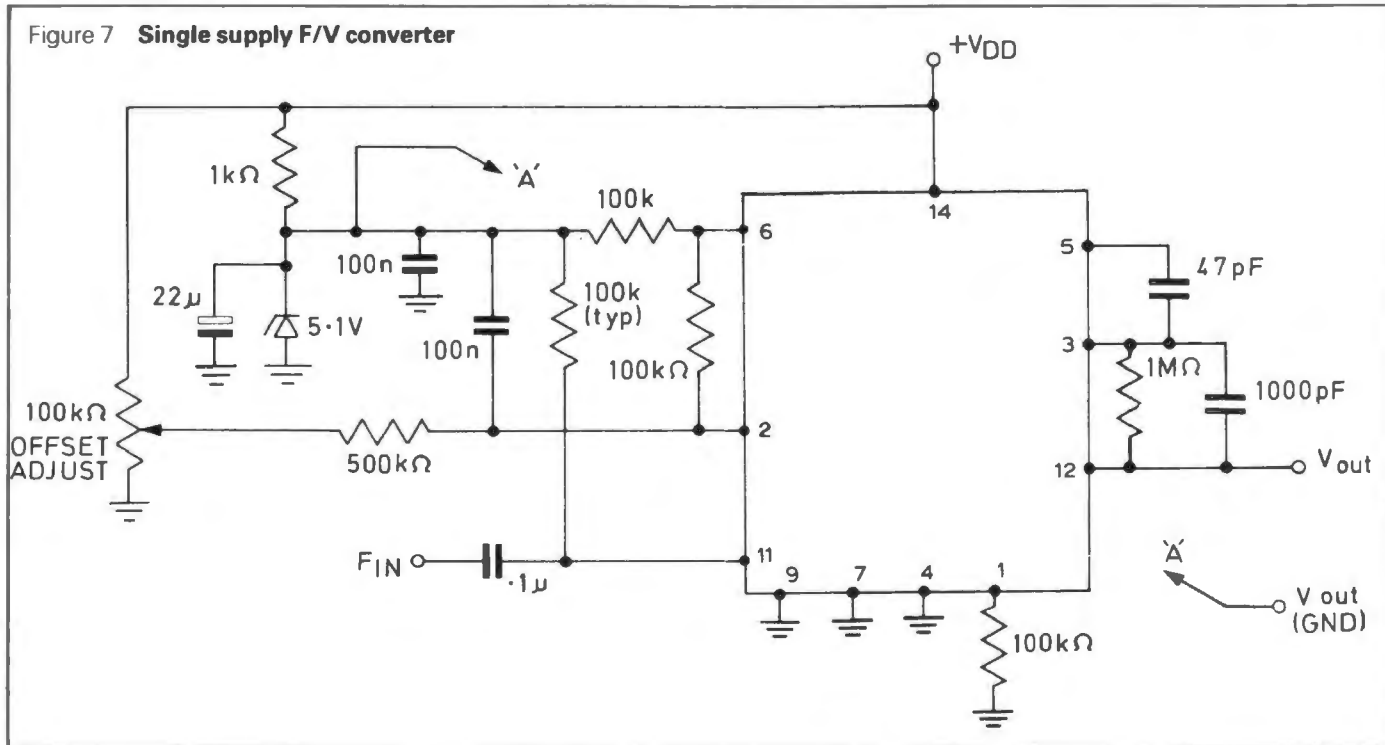 Figure 7 Single supply F/V converter
+VDD
1kΩ
'A'
100k
6
14
5
47pF
100n
22µ
5·1V
100n
100k
(typ)
100kΩ
3
1MΩ
1000pF
100kΩ
OFFSET
ADJUST
500kΩ
2
12
Vout
FIN
·1µ
11
9
7
4
1
100kΩ
'A'
V out
(GND)